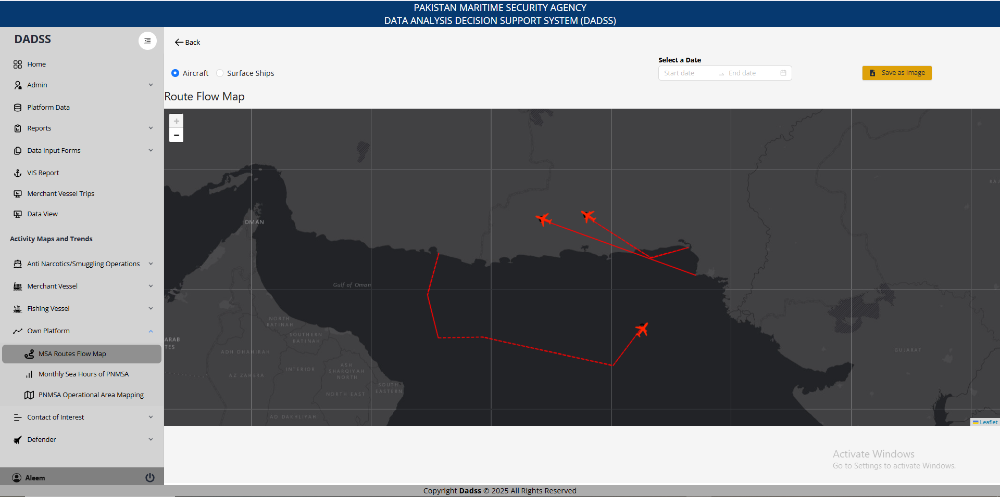 PAKISTAN MARITIME SECURITY AGENCY
DATA ANALYSIS DECISION SUPPORT SYSTEM (DADSS)
DADSS
Home
Admin
Platform Data
Reports
Data Input Forms
VIS Report
Merchant Vessel Trips
Data View
Activity Maps and Trends
Anti Narcotics/Smuggling Operations
Merchant Vessel
Fishing Vessel
Own Platform
MSA Routes Flow Map
Monthly Sea Hours of PNMSA
PNMSA Operational Area Mapping
Contact of Interest
Defender
Aleem
Back
Aircraft
Surface Ships
Select a Date
Start date
End date
Save as Image
Route Flow Map
+
−
RAJ
OMAN
Gulf of Oman
NORTH
BATINAH
SOUTHERN
BATINAH
ARAB
TES
ADH DHAHIRAH
INTERIOR
ASH
SHARQIYAH
NORTH
AZ ZAHERA
SOUTH
EASTERN
NORTH EAST
AD DAKHLIYAH
GUJARAT
Leaflet
Activate Windows
Go to Settings to activate Windows.
Copyright Dadss © 2025 All Rights Reserved